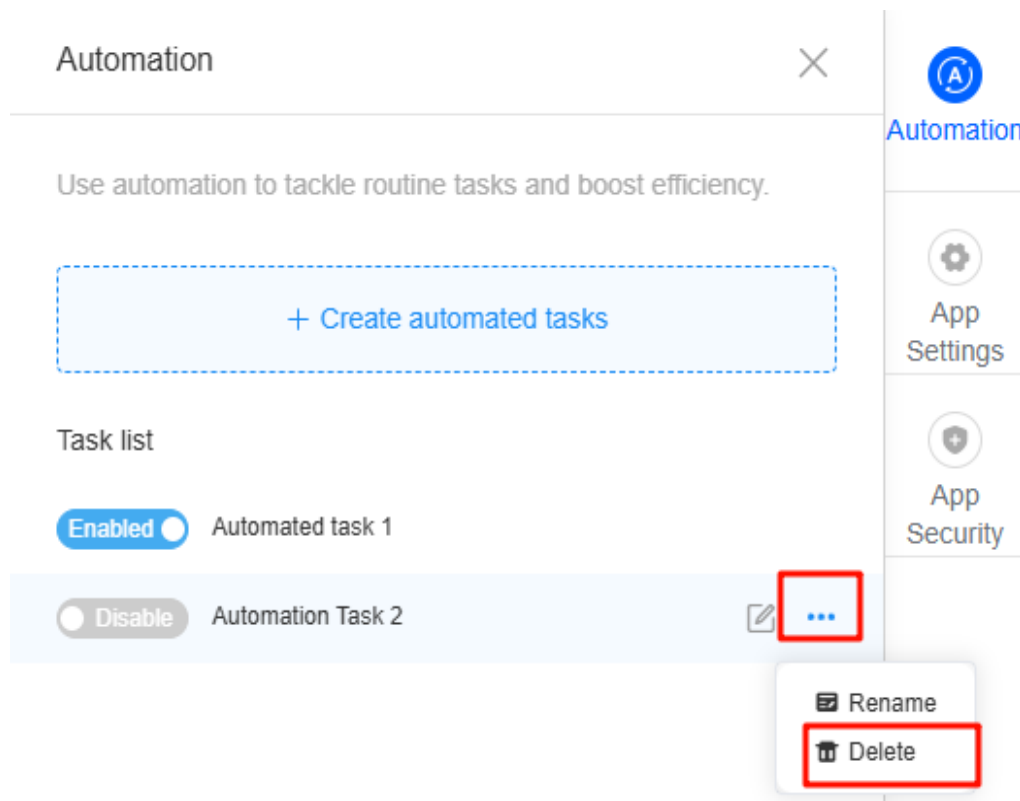 Automation
Automation
Use automation to tackle routine tasks and boost efficiency.
+ Create automated tasks
App
Settings
Task list
App
Security
Enabled
Automated task 1
Disable
Automation Task 2
Rename
Delete